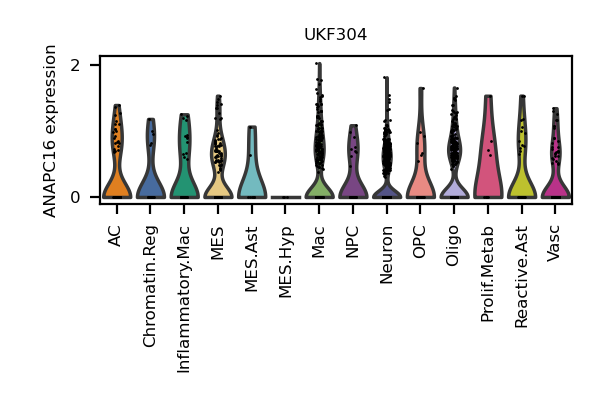 UKF304
ANAPC16 expression
2
0
AC
Chromatin.Reg
Inflammatory.Mac
MES
MES.Ast
MES.Hyp
Mac
NPC
Neuron
OPC
Oligo
Prolif.Metab
Reactive.Ast
Vasc